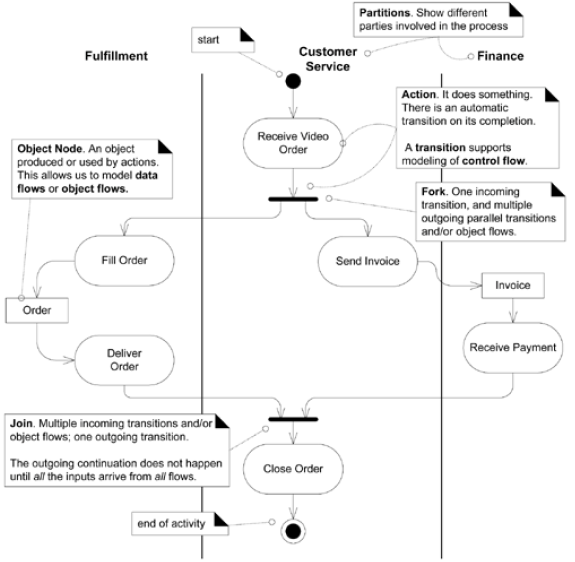 Partitions. Show different
parties involved in the process
start
Fulfillment
Customer
Service
Finance
Action. It does something.
There is an automatic
transition on its completion.
A transition supports
modeling of control flow.
Receive Video
Order
Object Node. An object
produced or used by actions.
This allows us to model data
flows or object flows.
Fork. One incoming
transition, and multiple
outgoing parallel transitions
and/or object flows.
Fill Order
Send Invoice
Invoice
Order
Deliver
Order
Receive Payment
Join. Multiple incoming transitions and/or
object flows; one outgoing transition.
The outgoing continuation does not happen
until all the inputs arrive from all flows.
Close Order
end of activity